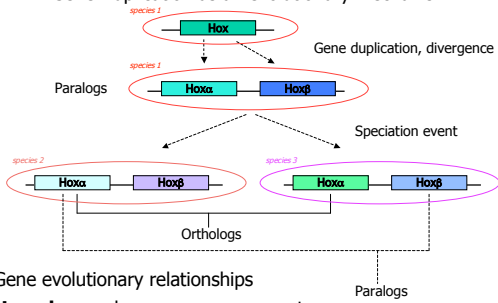 species 1
Hox
Gene duplication, divergence
species 1
Paralogs
Hoxα
Hoxβ
Speciation event
species 2
species 3
Hoxα
Hoxβ
Hoxα
Hoxβ
Orthologs
Gene evolutionary relationships
Paralogs